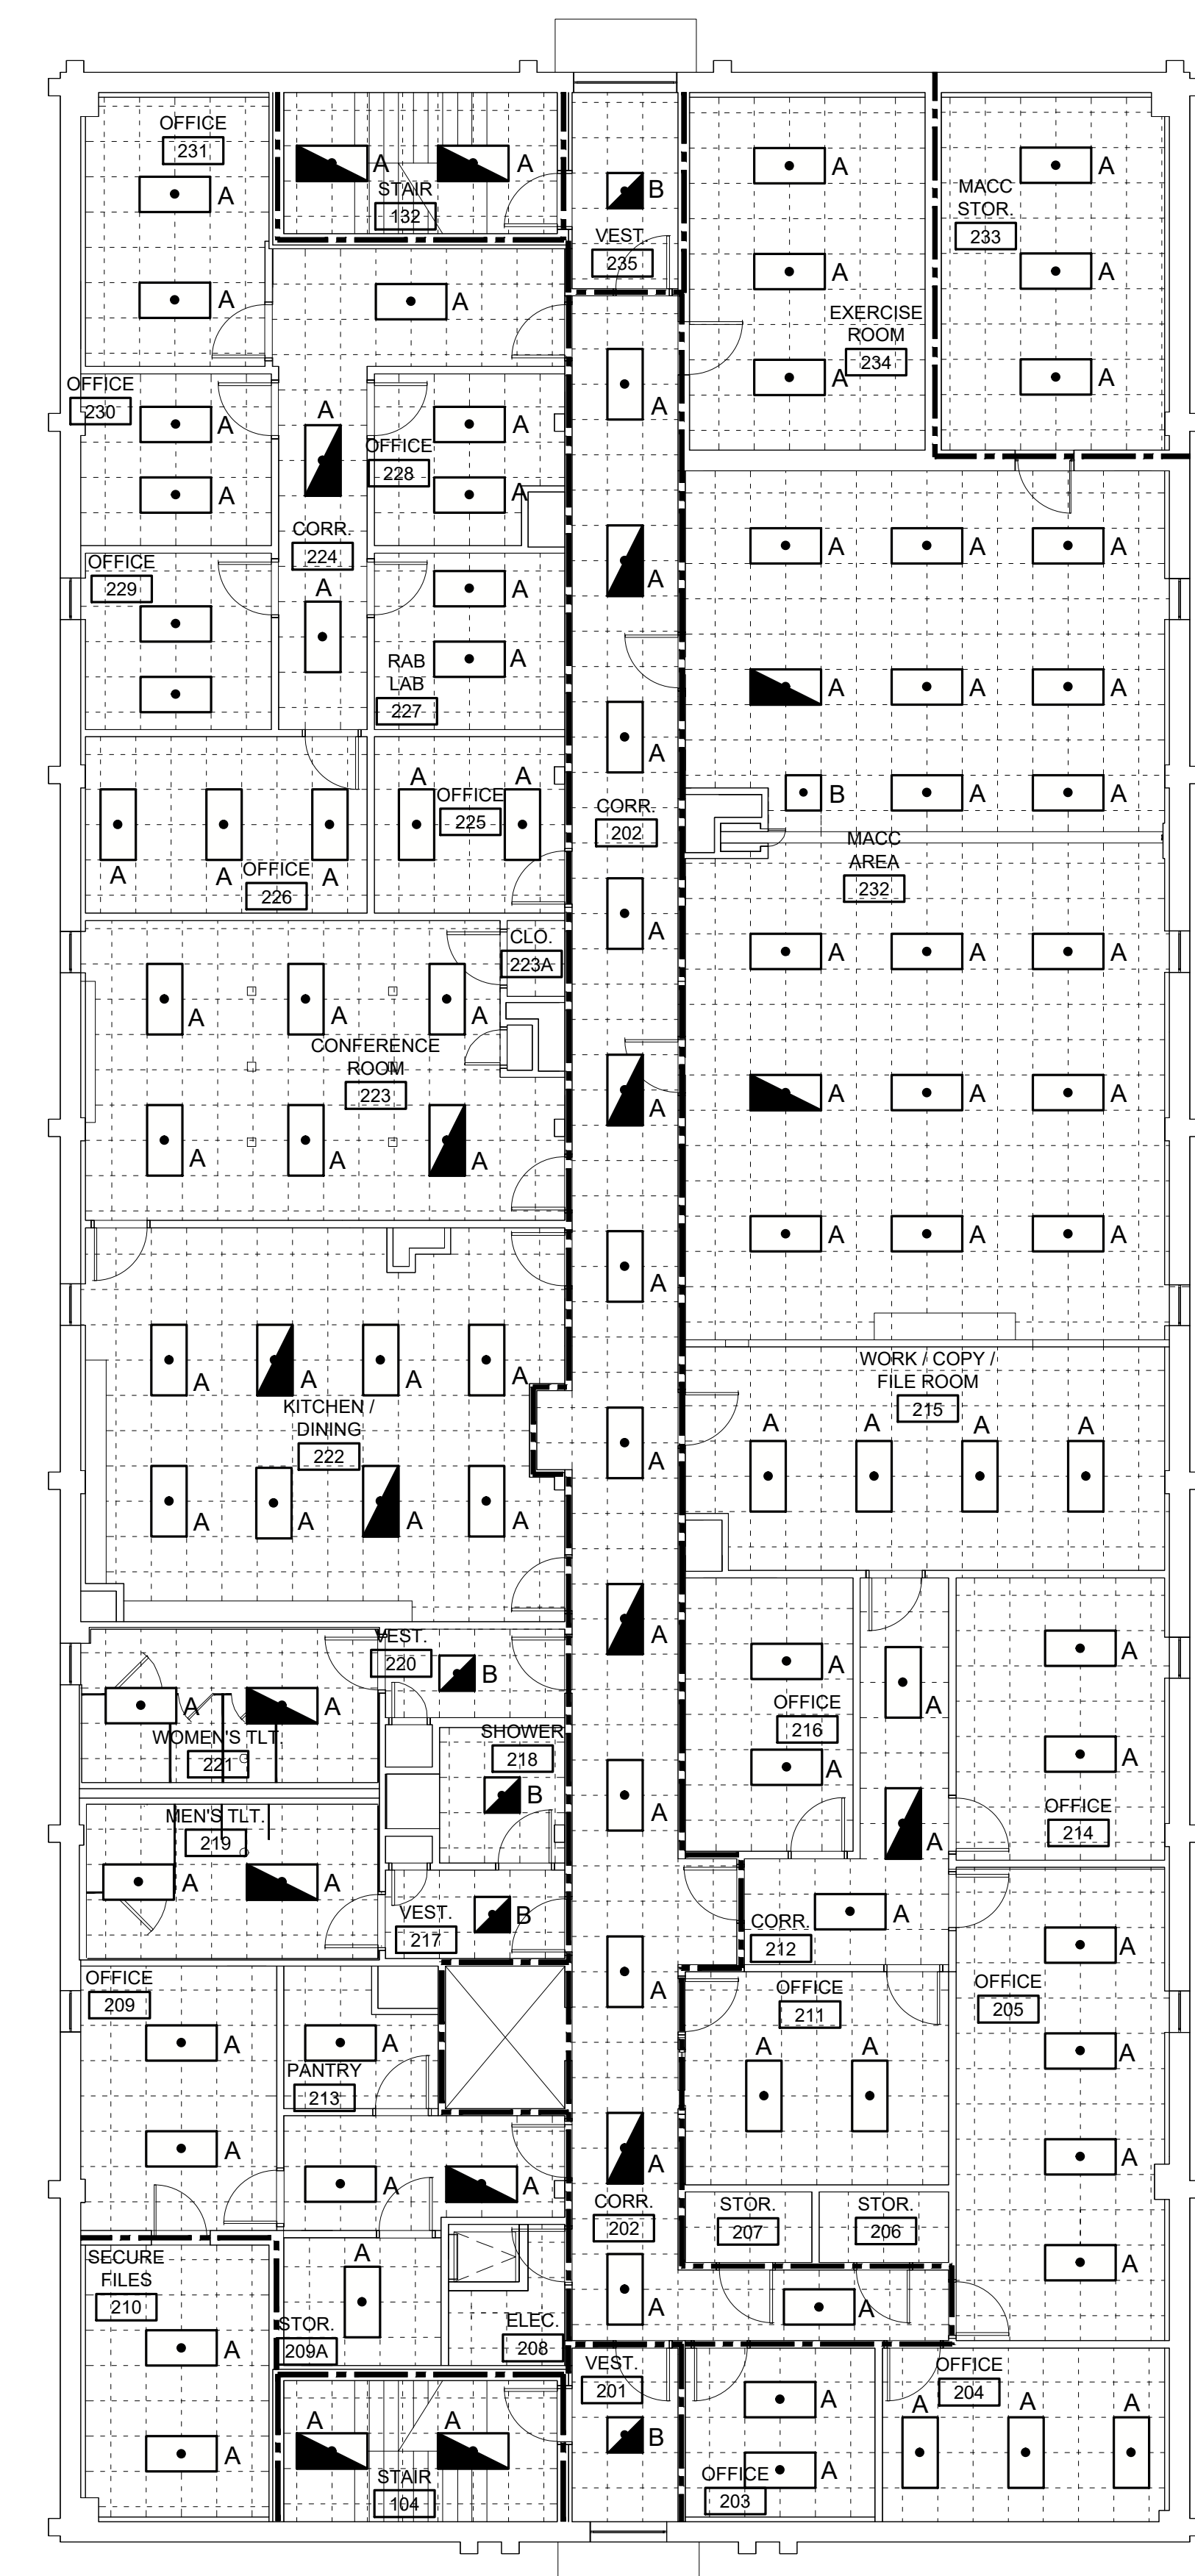 OFFICE
231
A
A
A
A
STAIR
132
B
VEST.
235
A
A
A
EXERCISE
ROOM
234
A
MACC
STOR.
233
A
A
A
OFFICE
230
A
A
A
CORR.
224
A
OFFICE
228
A
A
OFFICE
229
A
A
RAB
LAB
227
A
A
A
OFFICE
226
A
A
OFFICE
225
A
A
A
CORR.
202
A
A
A
A
A
A
A
A
A
A
A
A
B
A
A
MACC
AREA
232
A
A
A
A
A
A
A
A
A
CLO.
223A
A
A
A
CONFERENCE
ROOM
223
A
A
A
A
A
A
A
KITCHEN /
DINING
222
A
A
A
A
WORK / COPY /
FILE ROOM
215
A
A
A
A
VEST.
220
B
A
A
WOMEN'S TLT.
221
SHOWER
218
B
MEN'S TLT.
219
A
A
VEST.
217
B
A
OFFICE
216
A
A
A
A
A
OFFICE
214
CORR.
212
A
OFFICE
209
A
A
A
PANTRY
213
A
A
OFFICE
211
A
A
OFFICE
205
A
A
A
A
CORR.
202
A
STOR.
207
STOR.
206
A
SECURE
FILES
210
A
A
A
STOR.
209A
ELEC.
208
A
A
STAIR
104
VEST.
201
B
A
OFFICE
203
OFFICE
204
A
A
A